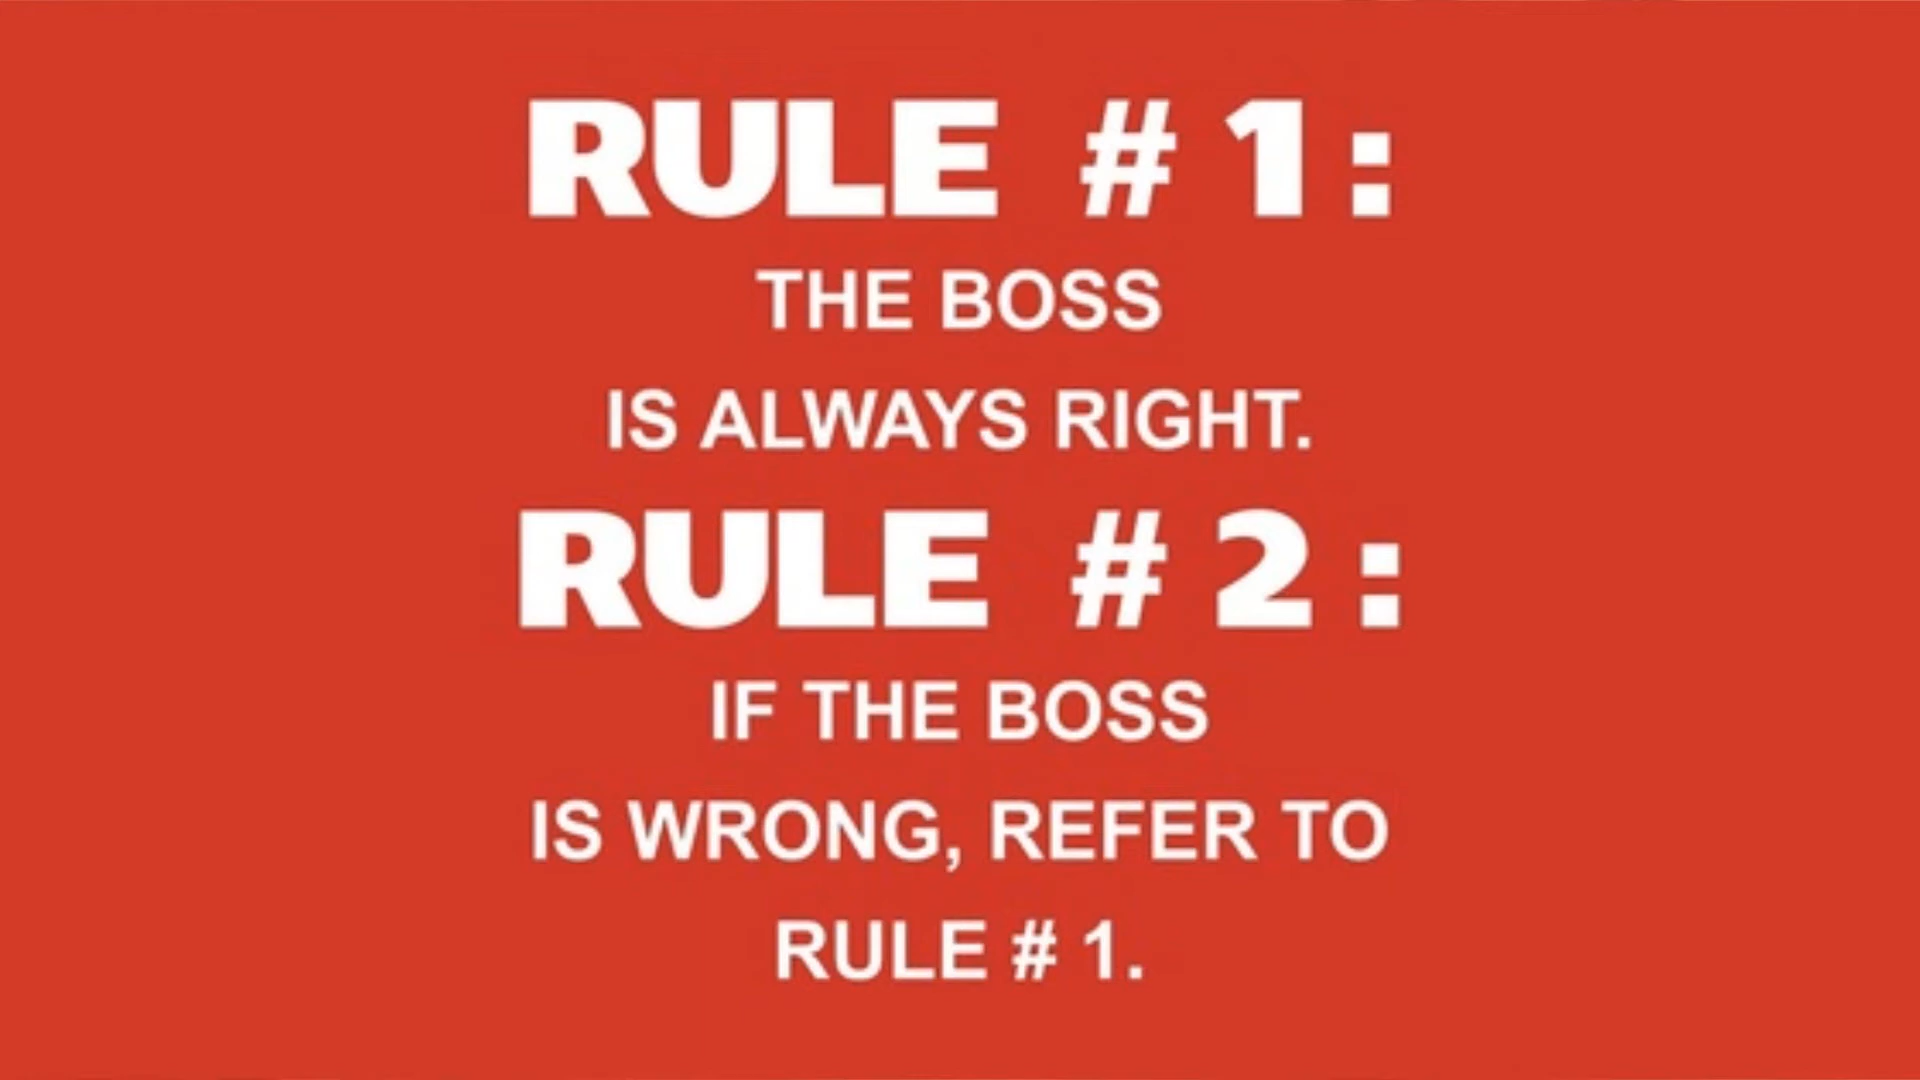 RULE #1:
THE BOSS
IS ALWAYS RIGHT.
RULE #2:
IF THE BOSS
IS WRONG, REFER TO
RULE # 1.